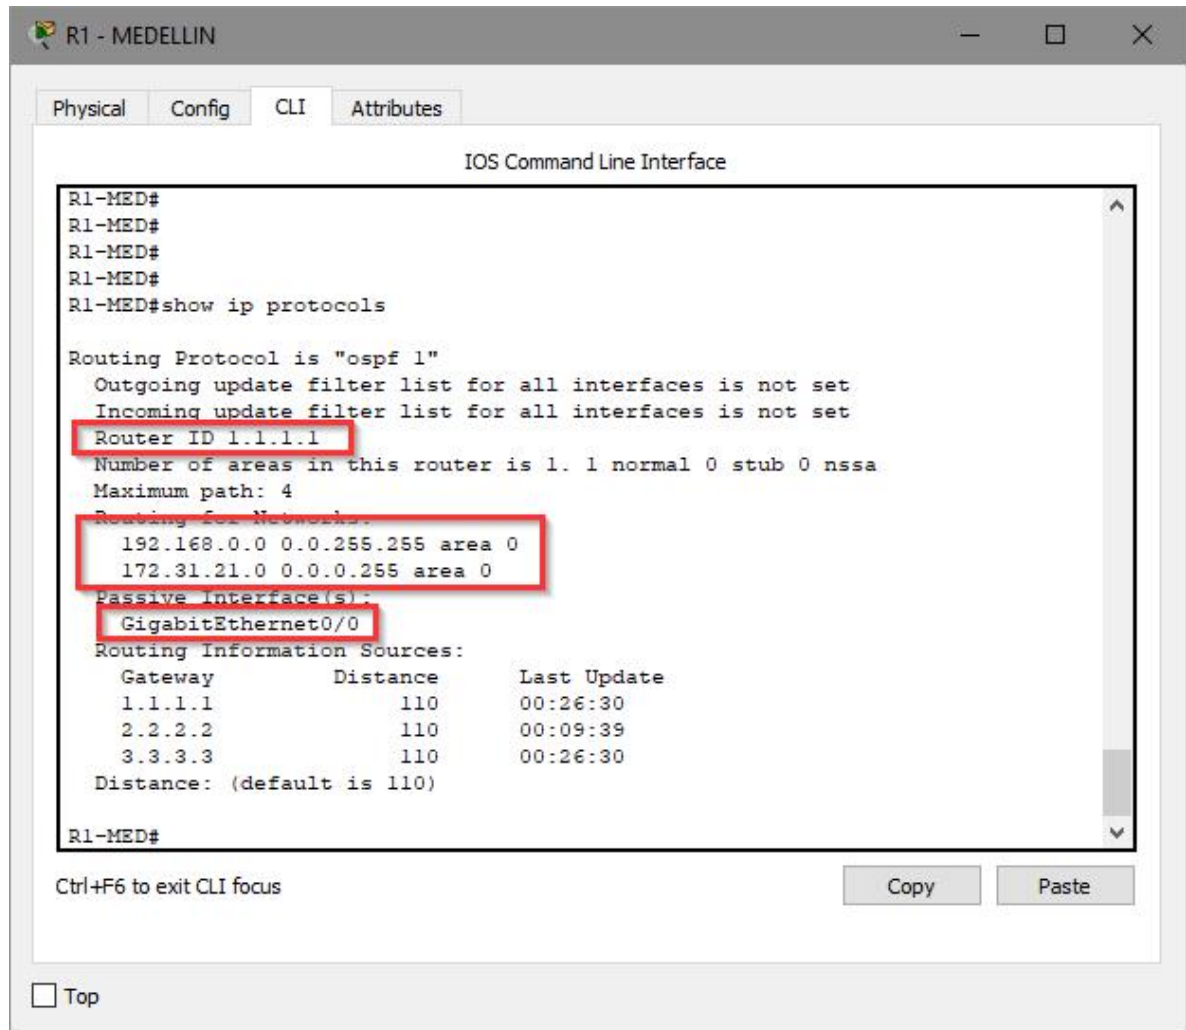 R1 - MEDELLIN
Physical Config CLI Attributes
IOS Command Line Interface
R1-MED#
R1-MED#
R1-MED#
R1-MED#
R1-MED#show ip protocols
Routing Protocol is "ospf 1"
Outgoing update filter list for all interfaces is not set
Incoming update filter list for all interfaces is not set
Router ID 1.1.1.1
Number of areas in this router is 1. 1 normal 0 stub 0 nssa
Maximum path: 4
Routing for Networks:
192.168.0.0 0.0.255.255 area 0
172.31.21.0 0.0.0.255 area 0
Passive Interface(s):
GigabitEthernet0/0
Routing Information Sources:
Gateway Distance Last Update
1.1.1.1 110 00:26:30
2.2.2.2 110 00:09:39
3.3.3.3 110 00:26:30
Distance: (default is 110)
R1-MED#
Ctrl+F6 to exit CLI focus
Copy Paste
Top